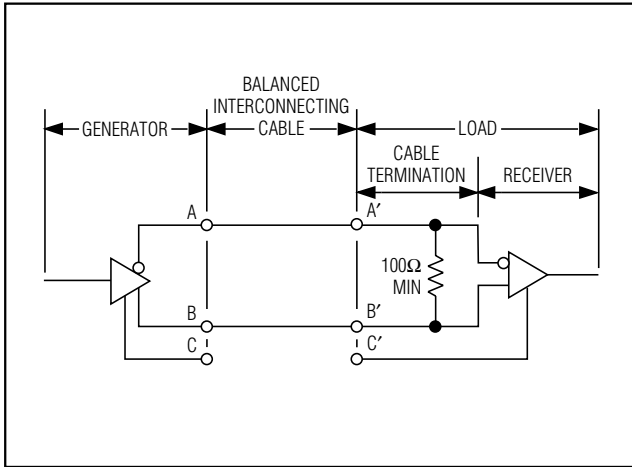 BALANCED
INTERCONNECTING
CABLE
GENERATOR
LOAD
CABLE
TERMINATION
RECEIVER
A
A′
100Ω
MIN
B
B′
C
C′